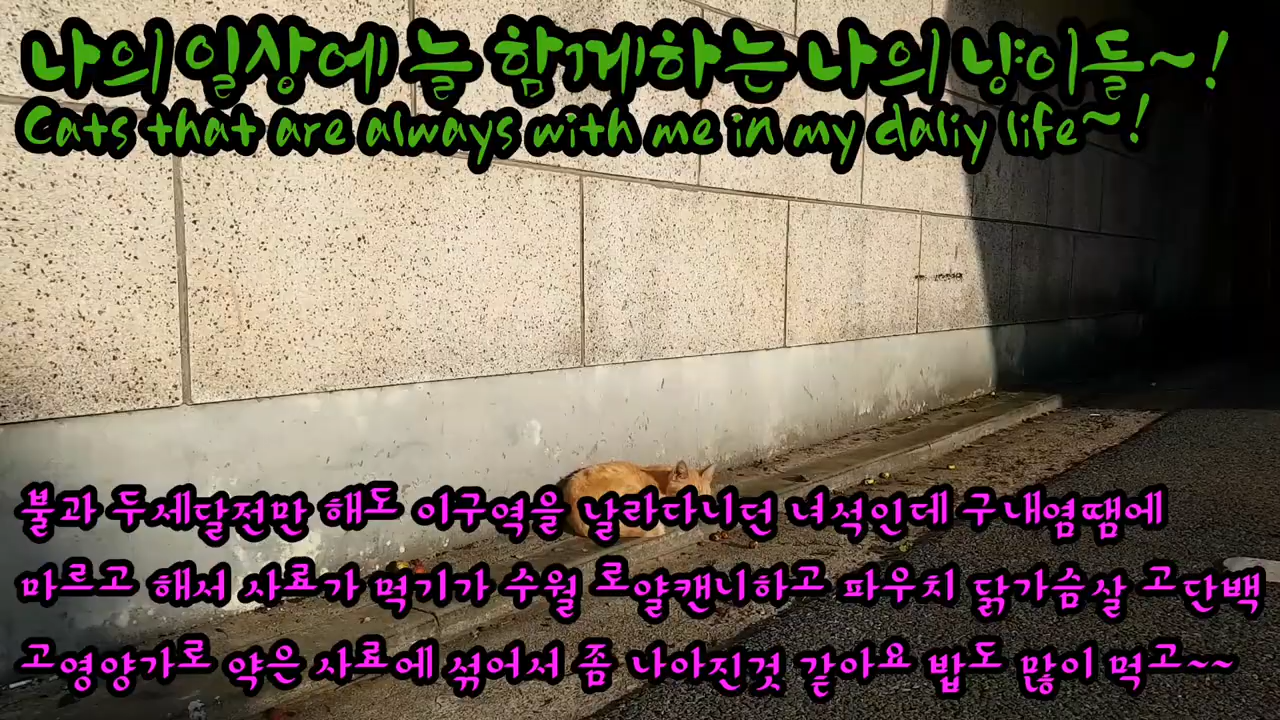 나의 일상에 늘 함께하는 나의 냥이들~!
Cats that are always with me in my daliy life~!
불과 두세달전만 해도 이구역을 날라다니던 녀석인데 구내염땜에
마르고 해서 사료가 먹기가 수월 로얄캔니하고 파우치 닭가슴살 고단백
고영양가로 약은 사료에 섞어서 좀 나아진것 같아요 밥도 많이 먹고~~